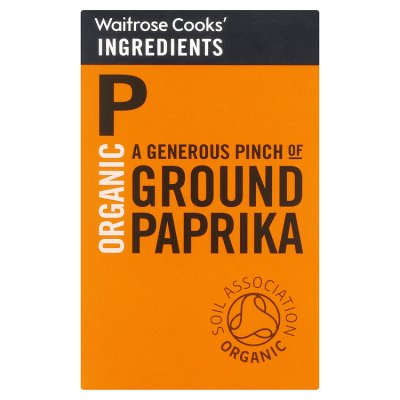 Waitrose Cooks'
INGREDIENTS
P
ORGANIC
A GENEROUS PINCH OF
GROUND
PAPRIKA
SOIL ASSOCIATION
ORGANIC